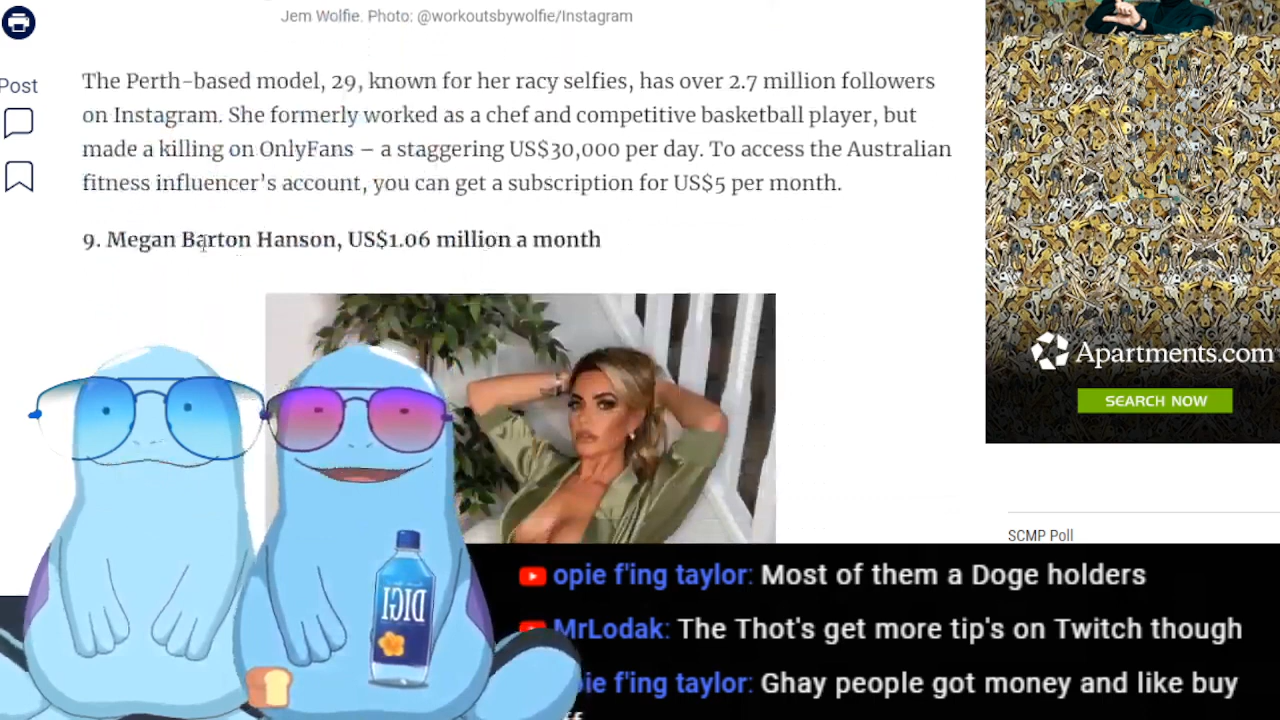 Jem Wolfie. Photo: @workoutsbywolfie/Instagram
Post
The Perth-based model, 29, known for her racy selfies, has over 2.7 million followers
on Instagram. She formerly worked as a chef and competitive basketball player, but
made a killing on OnlyFans – a staggering US$30,000 per day. To access the Australian
fitness influencer's account, you can get a subscription for US$5 per month.
9. Megan Barton Hanson, US$1.06 million a month
Apartments.com
SEARCH NOW
SCMP Poll
DIGI
opie f'ing taylor: Most of them a Doge holders
MrLodak: The Thot's get more tip's on Twitch though
pie f'ing taylor: Ghay people got money and like buy